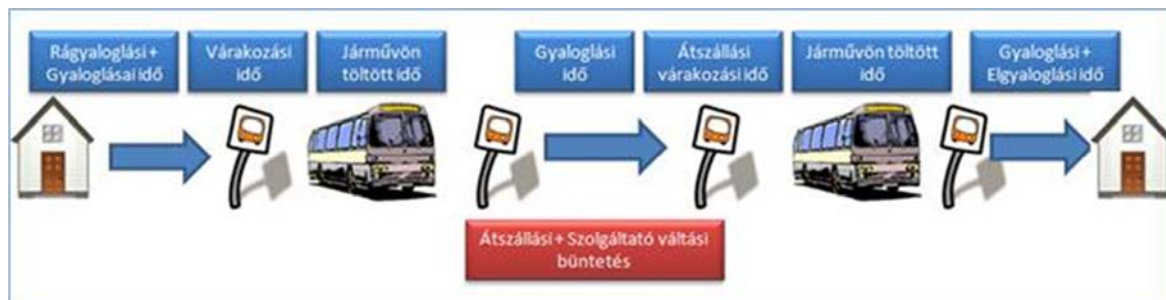 Rágyaloglási +
Gyaloglásai idő
Várakozási
idő
Járművön
töltött idő
Gyaloglási
idő
Átszállási
várakozási idő
Járművön töltött
idő
Gyaloglási +
Elgyaloglási idő
Átszállási + Szolgáltató váltási
büntetés